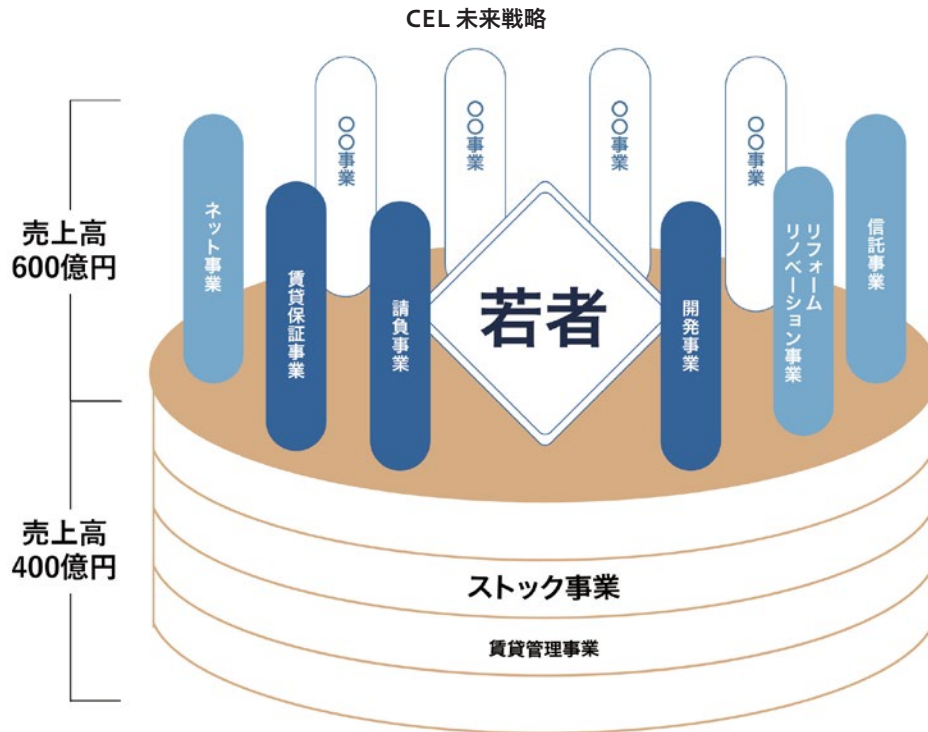 CEL 未来戦略
売上高
600億円
ネット事業
〇〇事業
〇〇事業
〇〇事業
〇〇事業
賃貸保証事業
請負事業
若者
開発事業
リフォーム
リノベーション事業
信託事業
売上高
400億円
ストック事業
賃貸管理事業